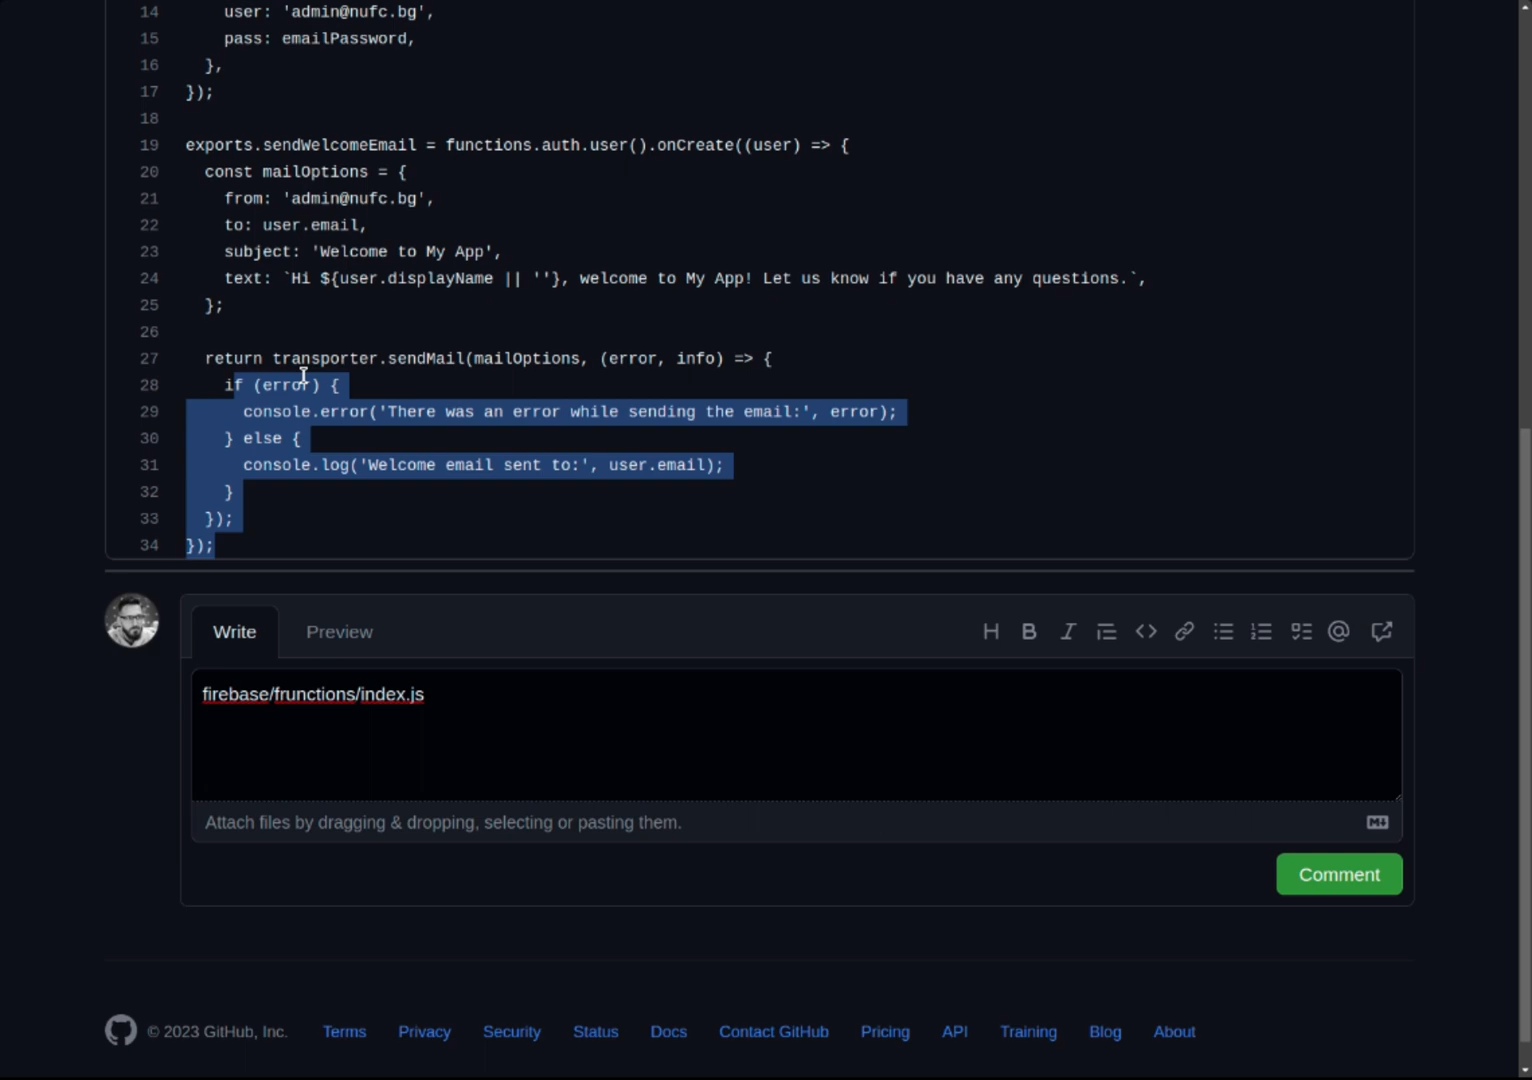 14 user: 'admin@nufc.bg',
15 pass: emailPassword,
16 },
17 });
18
19 exports.sendWelcomeEmail = functions.auth.user().onCreate((user) => {
20 const mailOptions = {
21 from: 'admin@nufc.bg',
22 to: user.email,
23 subject: 'Welcome to My App',
24 text: `Hi ${user.displayName || ''}, welcome to My App! Let us know if you have any questions.`,
25 };
26
27 return transporter.sendMail(mailOptions, (error, info) => {
28 if (error) {
29 console.error('There was an error while sending the email:', error);
30 } else {
31 console.log('Welcome email sent to:', user.email);
32 }
33 });
34 });
Write Preview H B I
firebase/frunctions/index.js
Attach files by dragging & dropping, selecting or pasting them. M
Comment
© 2023 GitHub, Inc. Terms Privacy Security Status Docs Contact GitHub Pricing API Training Blog About